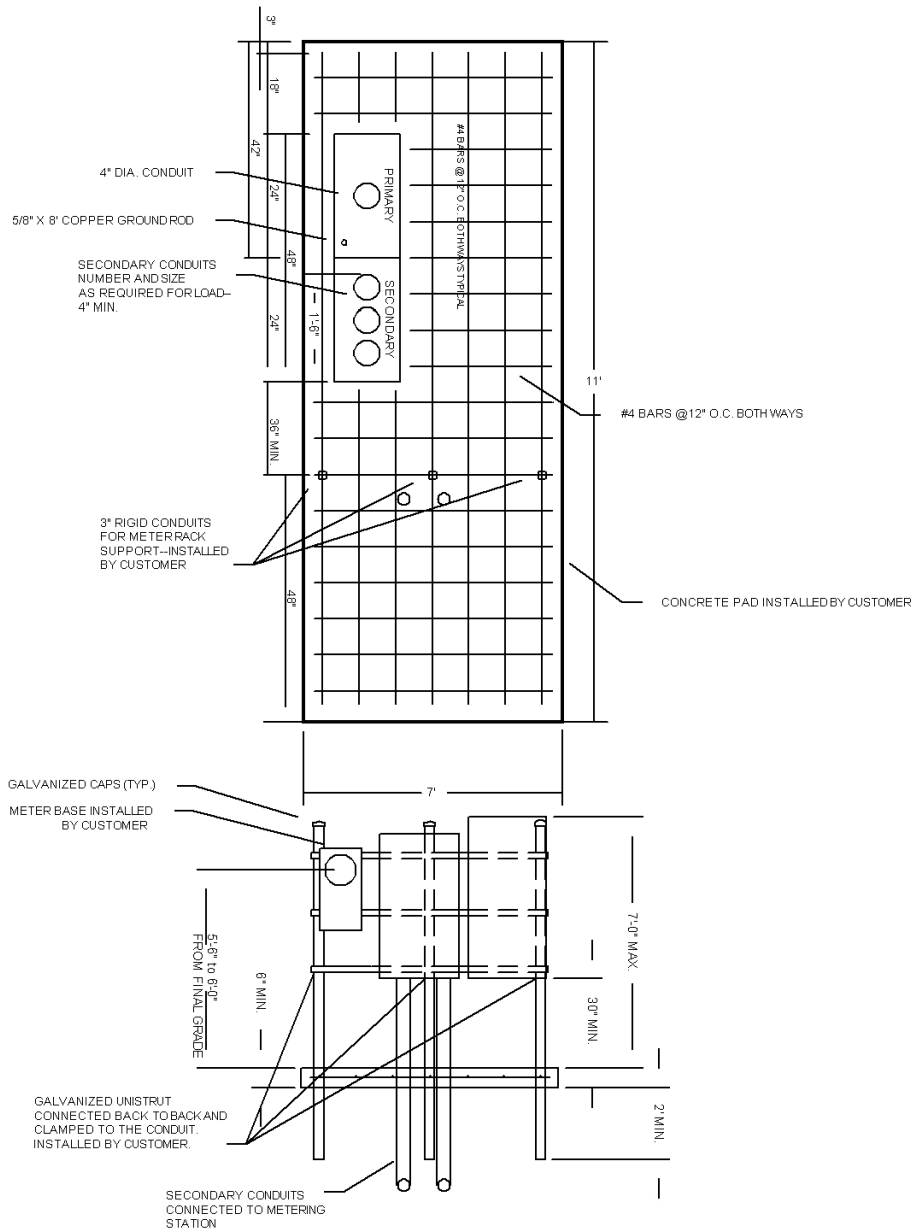 3"
18"
42"
4" DIA. CONDUIT
24"
PRIMARY
#4 BARS @12" O.C. BOTH WAYS TYPICAL
5/8" X 8' COPPER GROUND ROD
48"
SECONDARY CONDUITS
NUMBER AND SIZE
AS REQUIRED FOR LOAD--
4" MIN.
24"
1'-6"
SECONDARY
11'
#4 BARS @12" O.C. BOTH WAYS
36" MIN.
3" RIGID CONDUITS
FOR METER RACK
SUPPORT--INSTALLED
BY CUSTOMER
48"
CONCRETE PAD INSTALLED BY CUSTOMER
GALVANIZED CAPS (TYP.)
7'
METER BASE INSTALLED
BY CUSTOMER
5'-6" to 6'-0"
FROM FINAL GRADE
6" MIN.
7'-0" MAX.
30" MIN.
2' MIN.
GALVANIZED UNISTRUT
CONNECTED BACK TO BACK AND
CLAMPED TO THE CONDUIT.
INSTALLED BY CUSTOMER.
SECONDARY CONDUITS
CONNECTED TO METERING
STATION